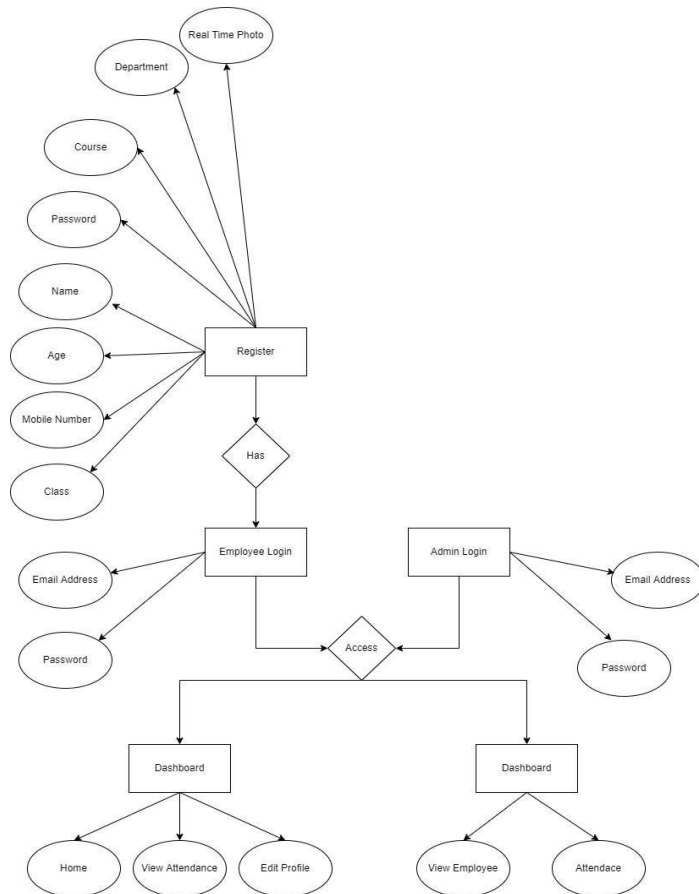 Real Time Photo
Department
Course
Password
Name
Register
Age
Mobile Number
Has
Class
Employee Login
Admin Login
Email Address
Email Address
Access
Password
Password
Dashboard
Dashboard
Home
View Attendance
Edit Profile
View Employee
Attendace